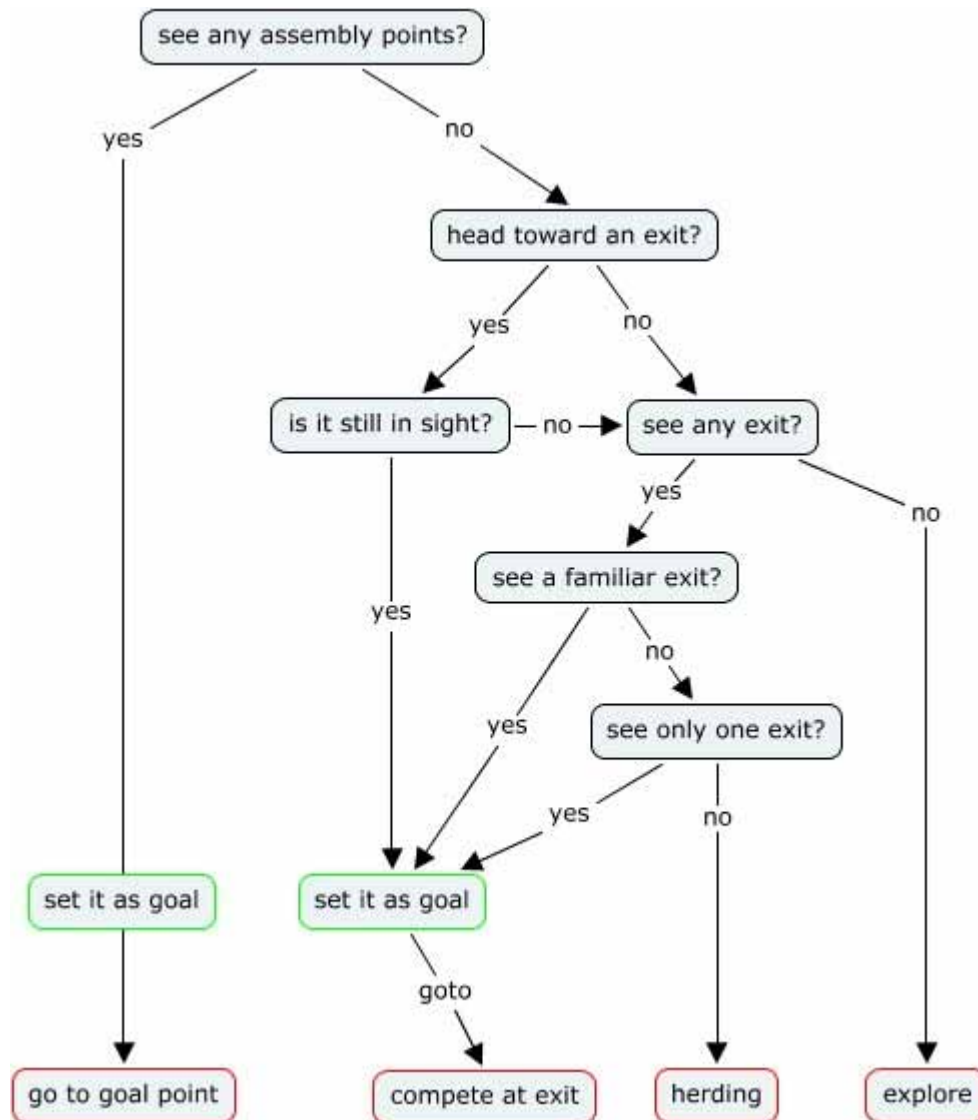 see any assembly points?
yes
no
head toward an exit?
yes
no
is it still in sight?
no
see any exit?
yes
no
see a familiar exit?
yes
no
see only one exit?
yes
yes
no
set it as goal
set it as goal
goto
go to goal point
compete at exit
herding
explore